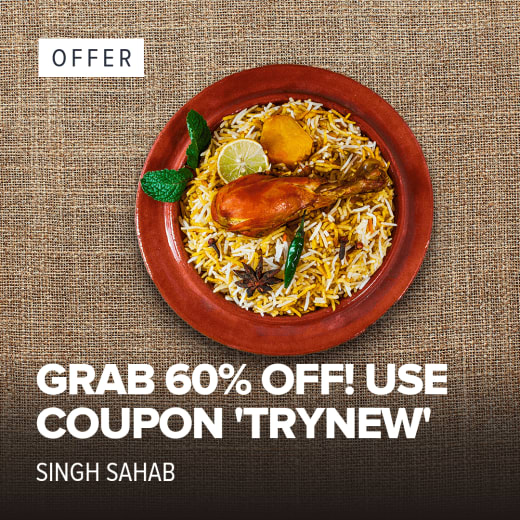 OFFER
GRAB 60% OFF! USE
COUPON 'TRYNEW'
SINGH SAHAB